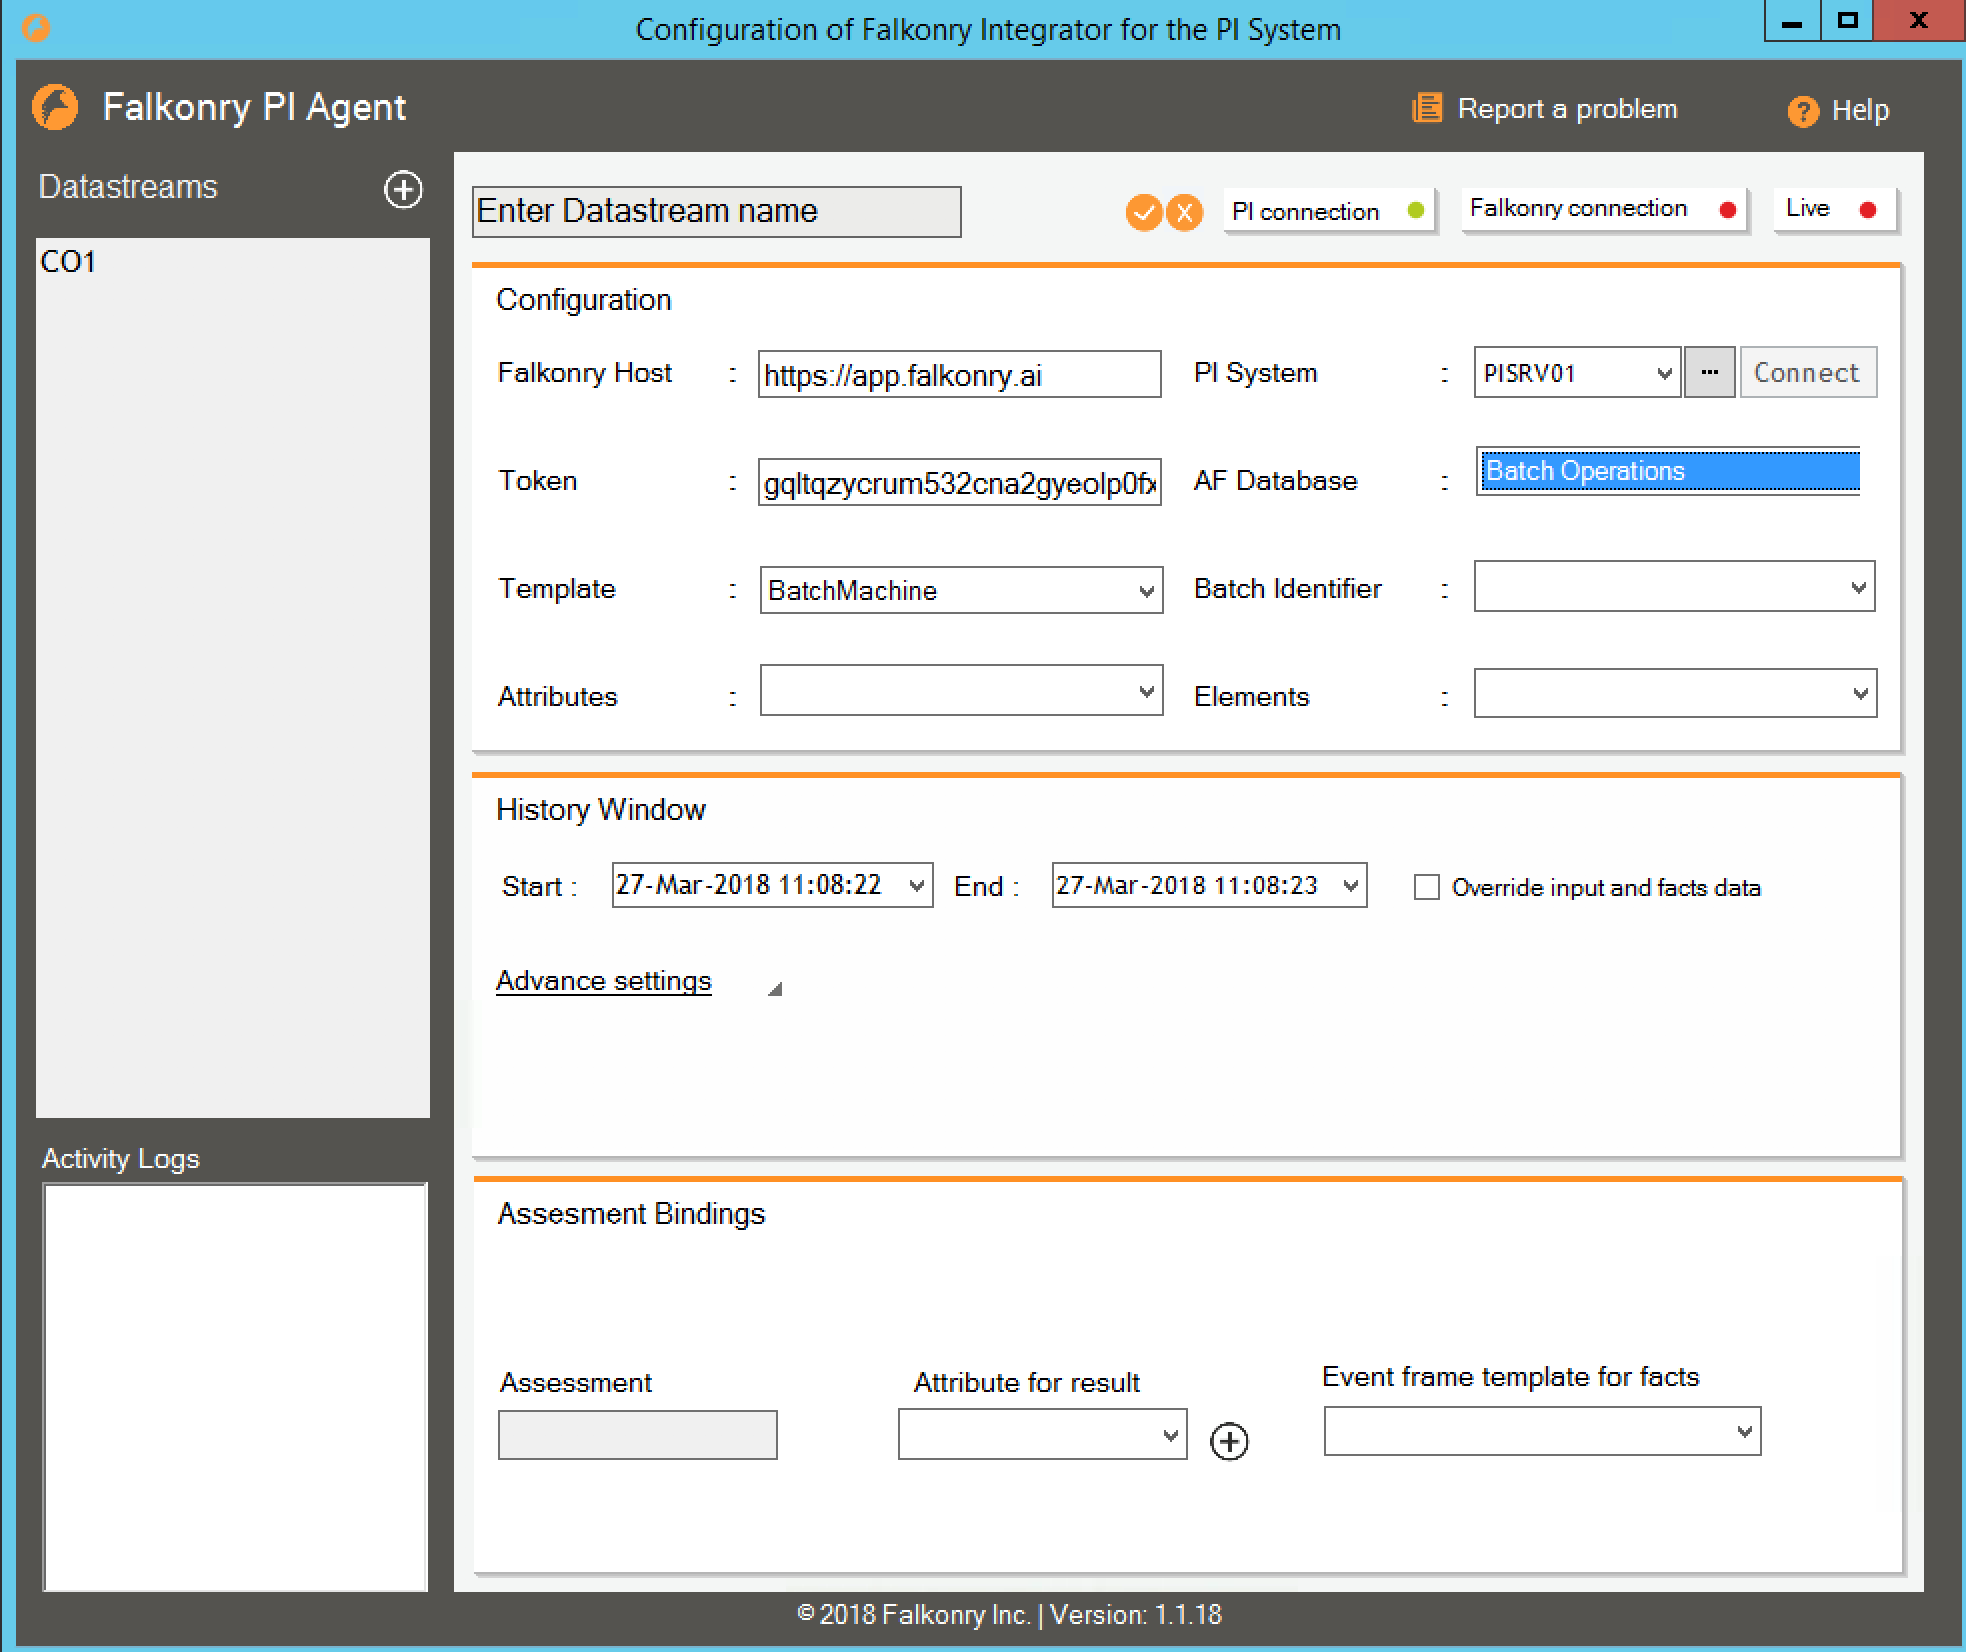 Configuration of Falkonry Integrator for the PI System
Falkonry PI Agent
Report a problem
Help
Datastreams
CO1
Enter Datastream name
PI connection
Falkonry connection
Live
Configuration
Falkonry Host : https://app.falkonry.ai
PI System : PISRV01 ... Connect
Token : gqltqzycrum532cna2gyeolp0fx
AF Database : Batch Operations
Template : BatchMachine
Batch Identifier :
Attributes :
Elements :
History Window
Start : 27-Mar-2018 11:08:22 End : 27-Mar-2018 11:08:23 Override input and facts data
Advance settings
Activity Logs
Assesment Bindings
Assessment
Attribute for result
Event frame template for facts
© 2018 Falkonry Inc. | Version: 1.1.18